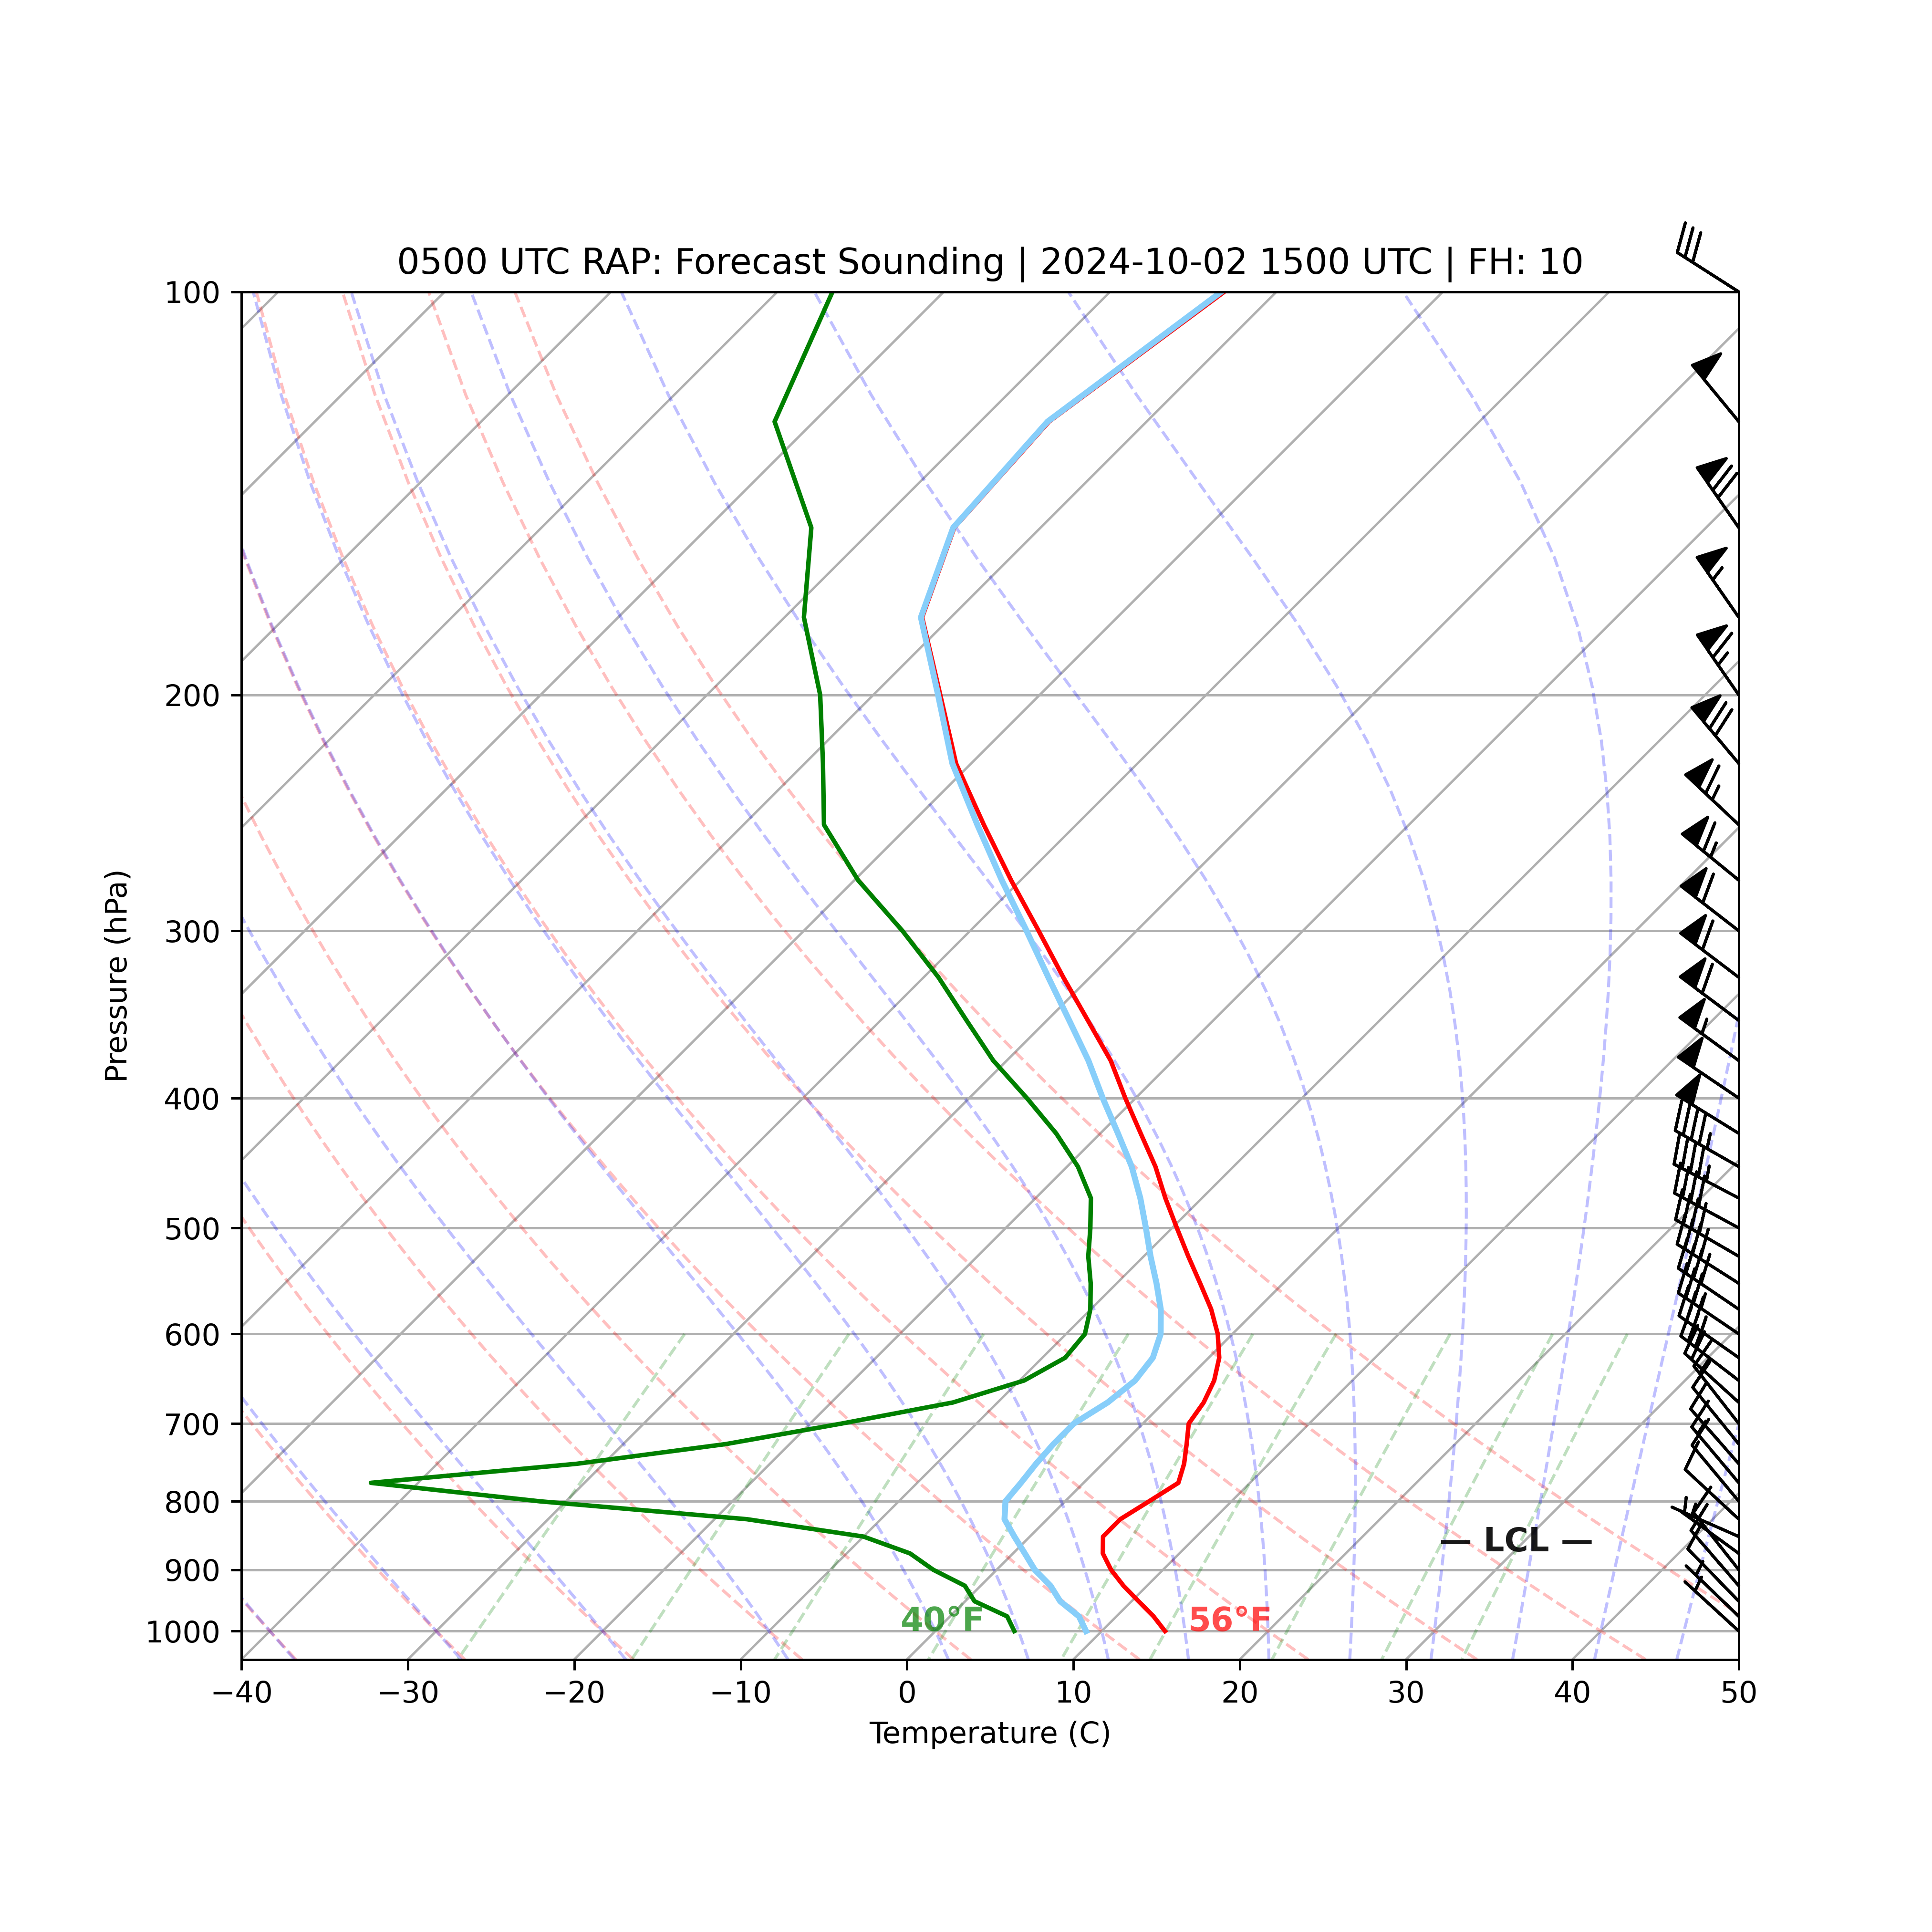 0500 UTC RAP: Forecast Sounding | 2024-10-02 1500 UTC | FH: 10
100
200
300
400
500
600
700
800
900
1000
Pressure (hPa)
— LCL —
40°F
56°F
−40 −30 −20 −10 0 10 20 30 40 50
Temperature (C)